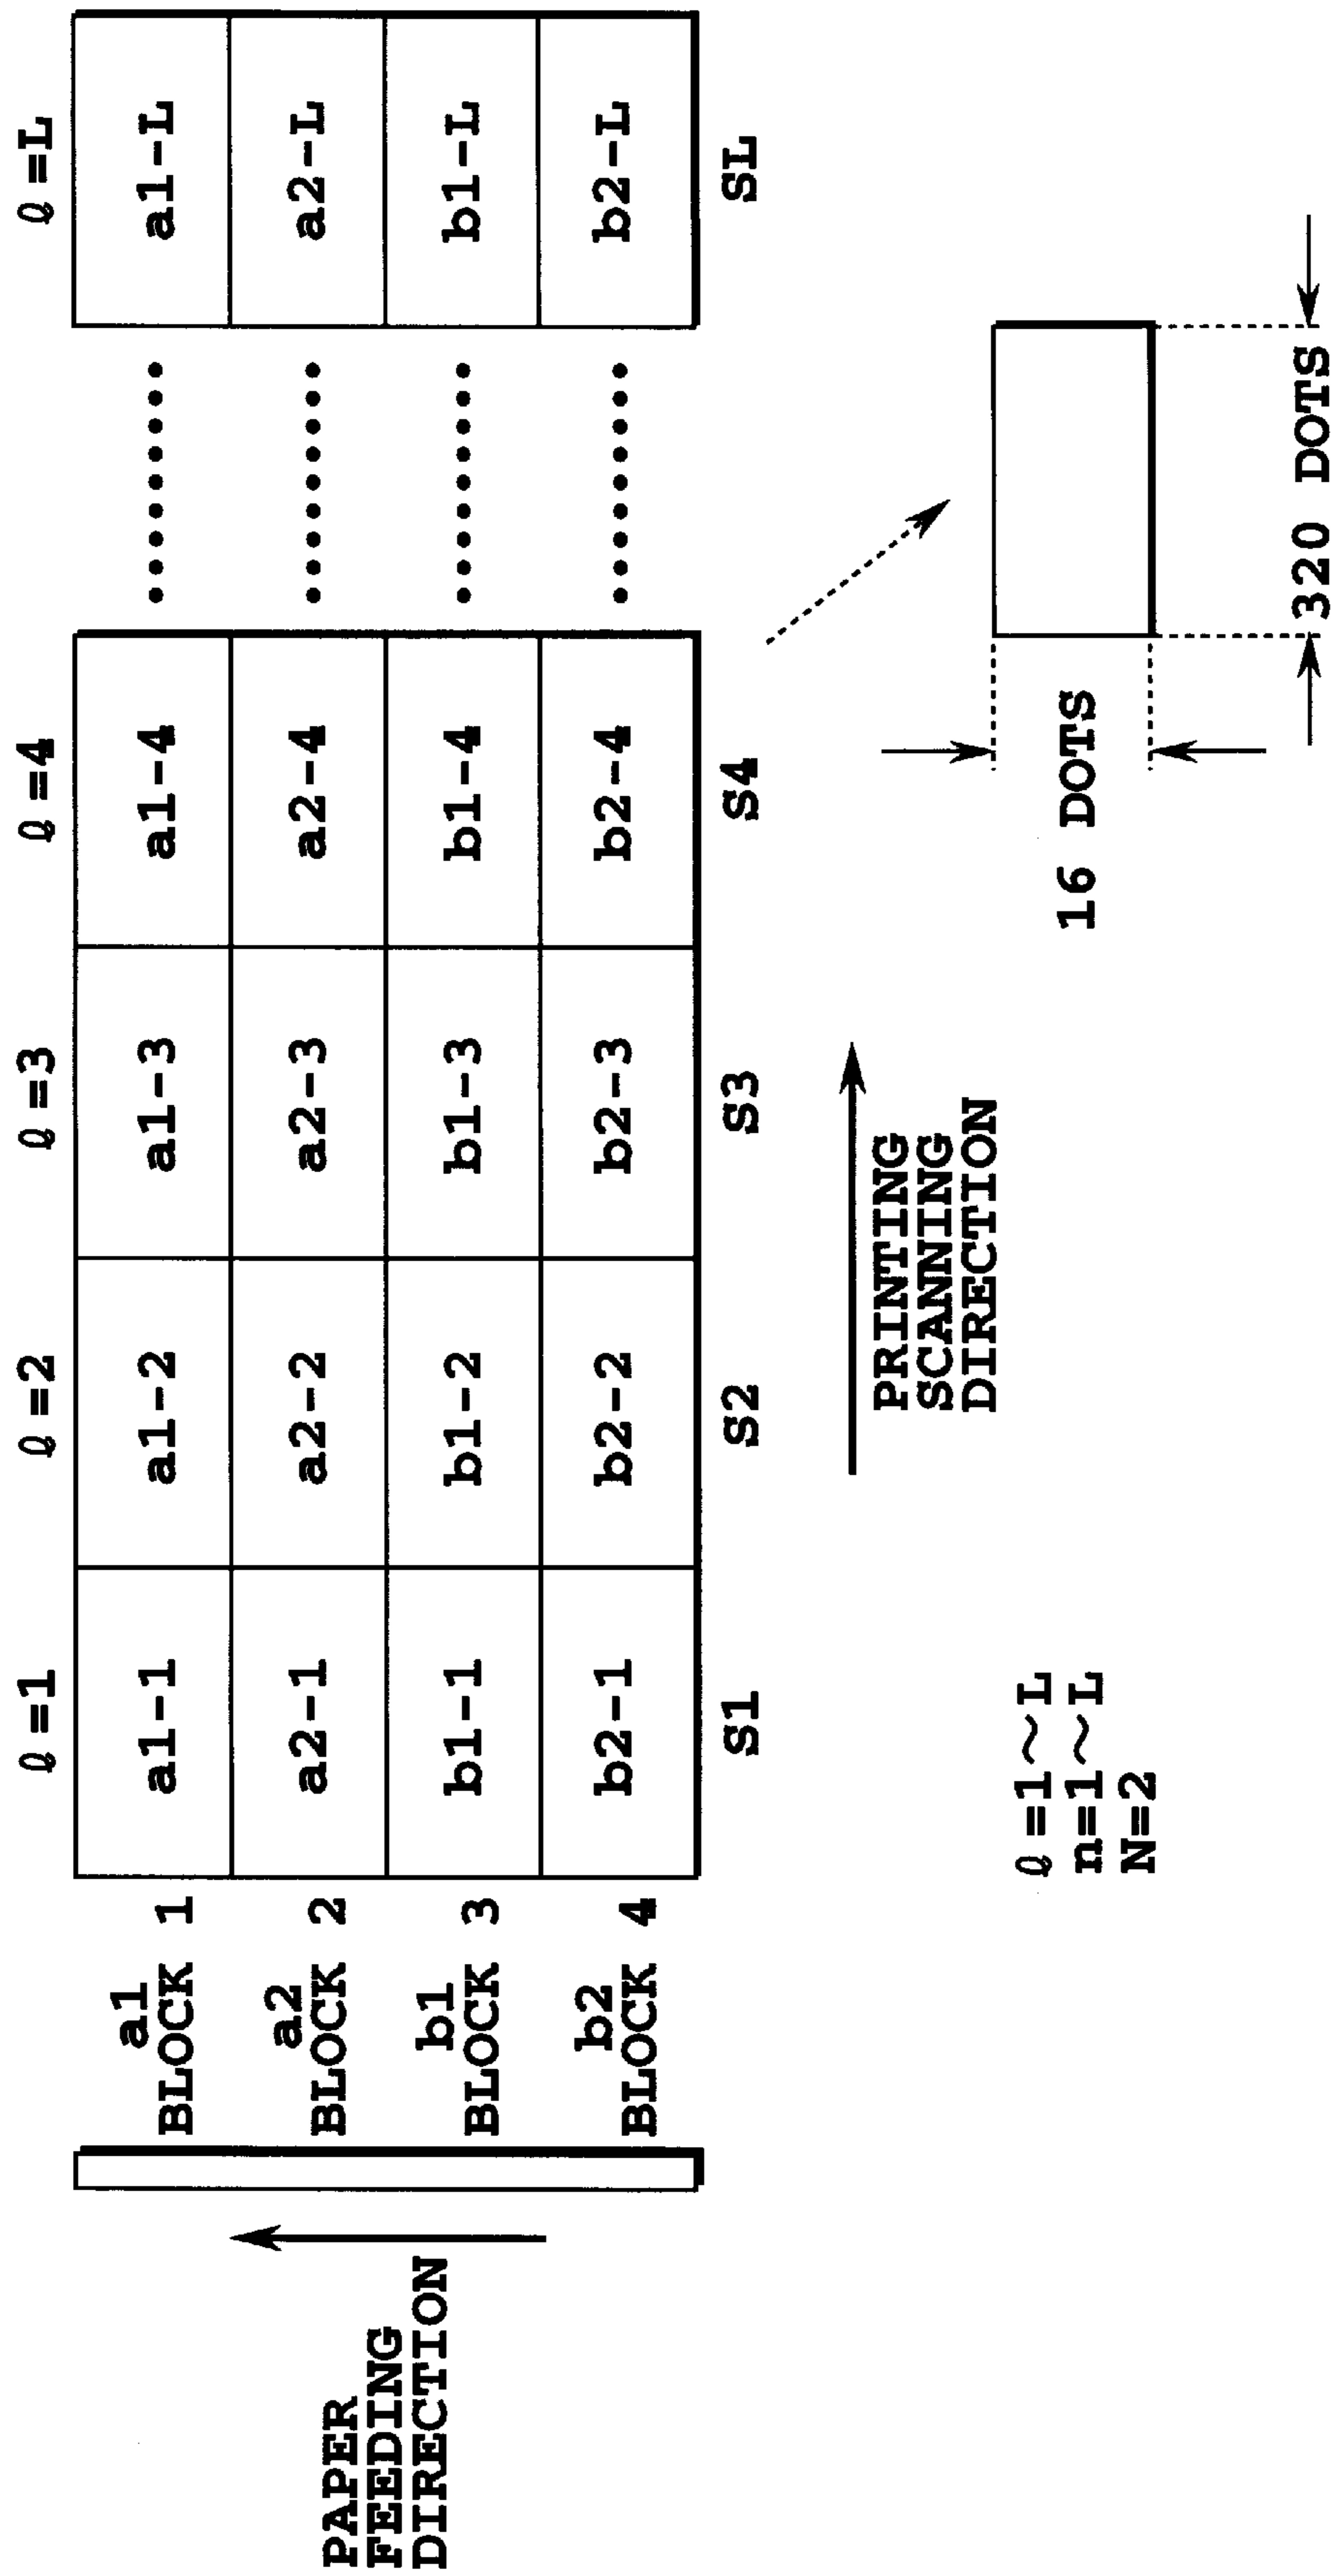 ℓ=1 ℓ=2 ℓ=3 ℓ=4 ℓ=L
a1
BLOCK 1
a1-1 a1-2 a1-3 a1-4 ••••••••• a1-L
a2
BLOCK 2
a2-1 a2-2 a2-3 a2-4 ••••••••• a2-L
b1
BLOCK 3
b1-1 b1-2 b1-3 b1-4 ••••••••• b1-L
b2
BLOCK 4
b2-1 b2-2 b2-3 b2-4 ••••••••• b2-L
S1 S2 S3 S4 SL
PAPER
FEEDING
DIRECTION
PRINTING
SCANNING
DIRECTION
ℓ=1~L
n=1~L
N=2
16 DOTS
320 DOTS